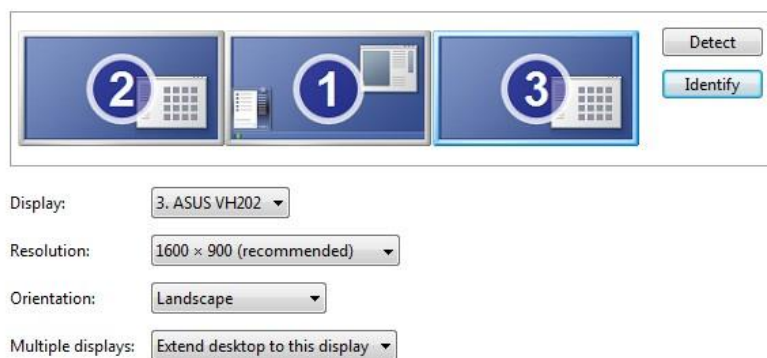 2 1 3 Detect
Identify
Display: 3. ASUS VH202
Resolution: 1600 × 900 (recommended)
Orientation: Landscape
Multiple displays: Extend desktop to this display